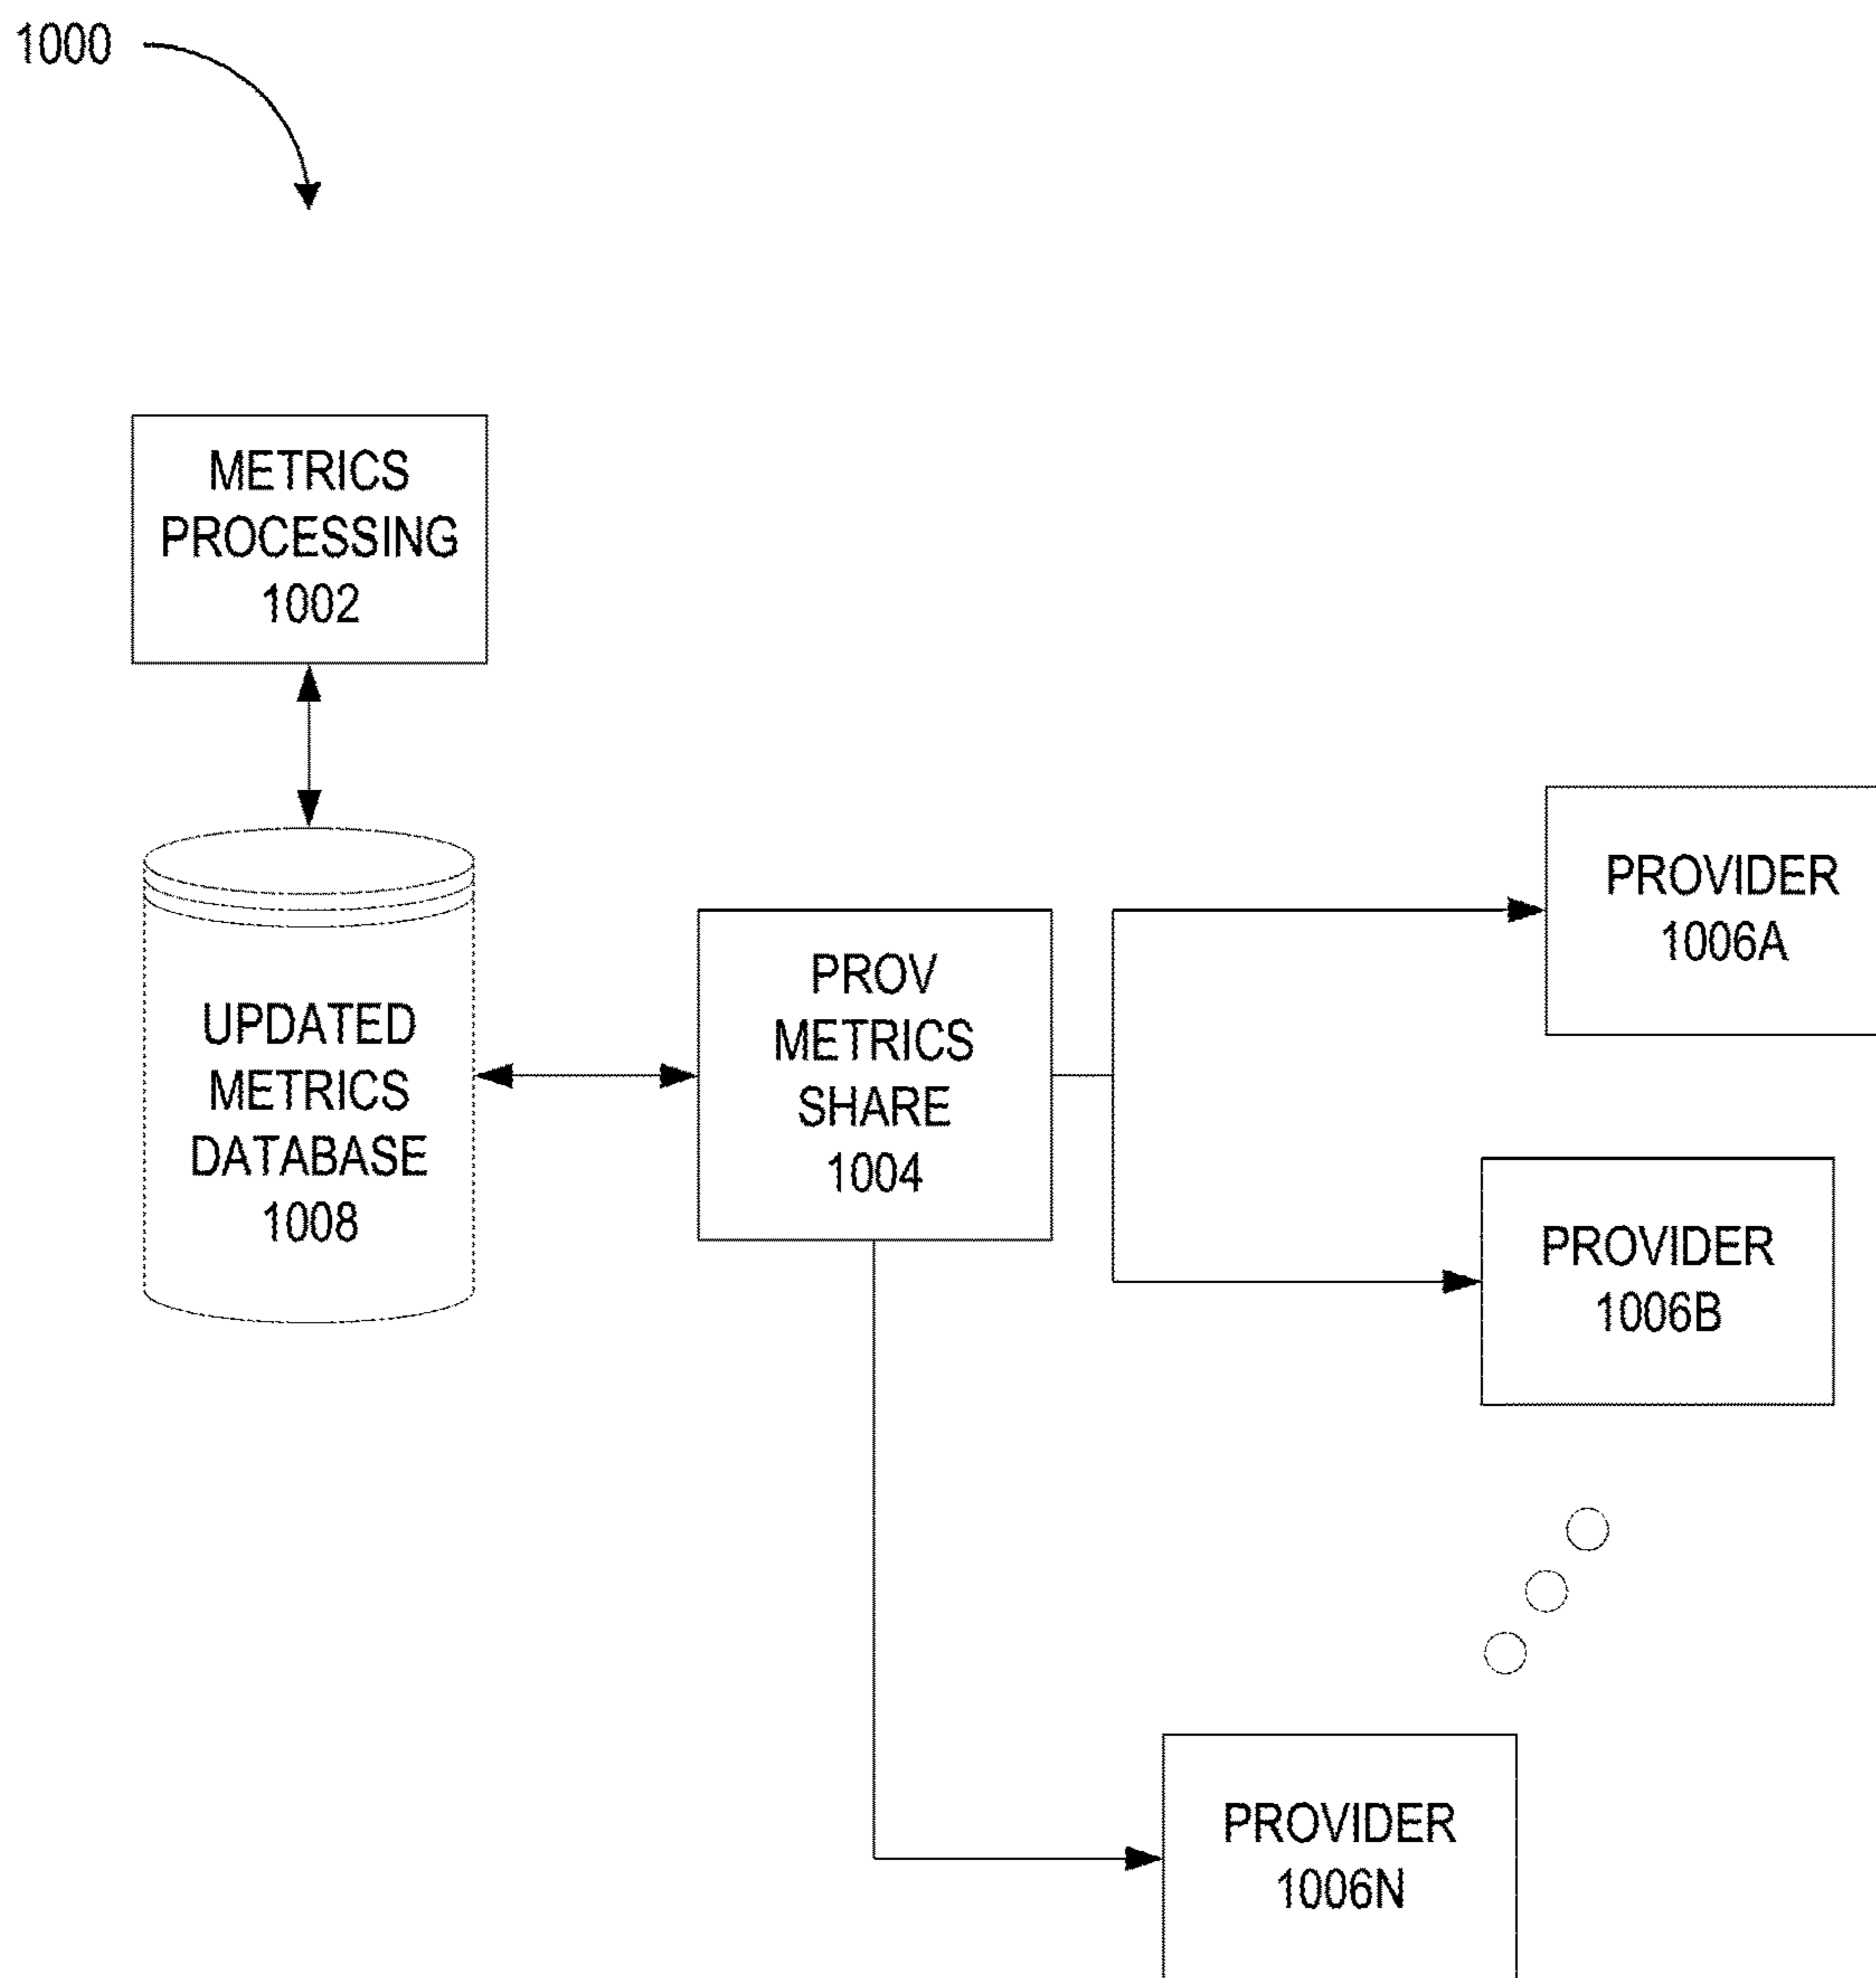 1000
METRICS
PROCESSING
1002
UPDATED
METRICS
DATABASE
1008
PROV
METRICS
SHARE
1004
PROVIDER
1006A
PROVIDER
1006B
PROVIDER
1006N